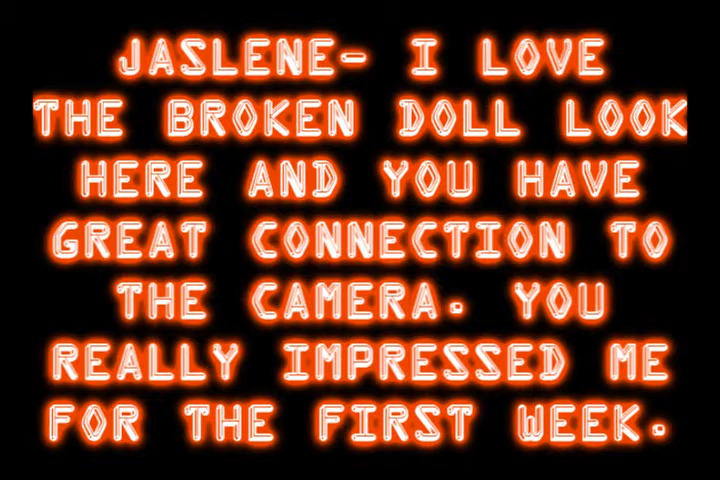 JASLENE- I LOVE
THE BROKEN DOLL LOOK
HERE AND YOU HAVE
GREAT CONNECTION TO
THE CAMERA. YOU
REALLY IMPRESSED ME
FOR THE FIRST WEEK.